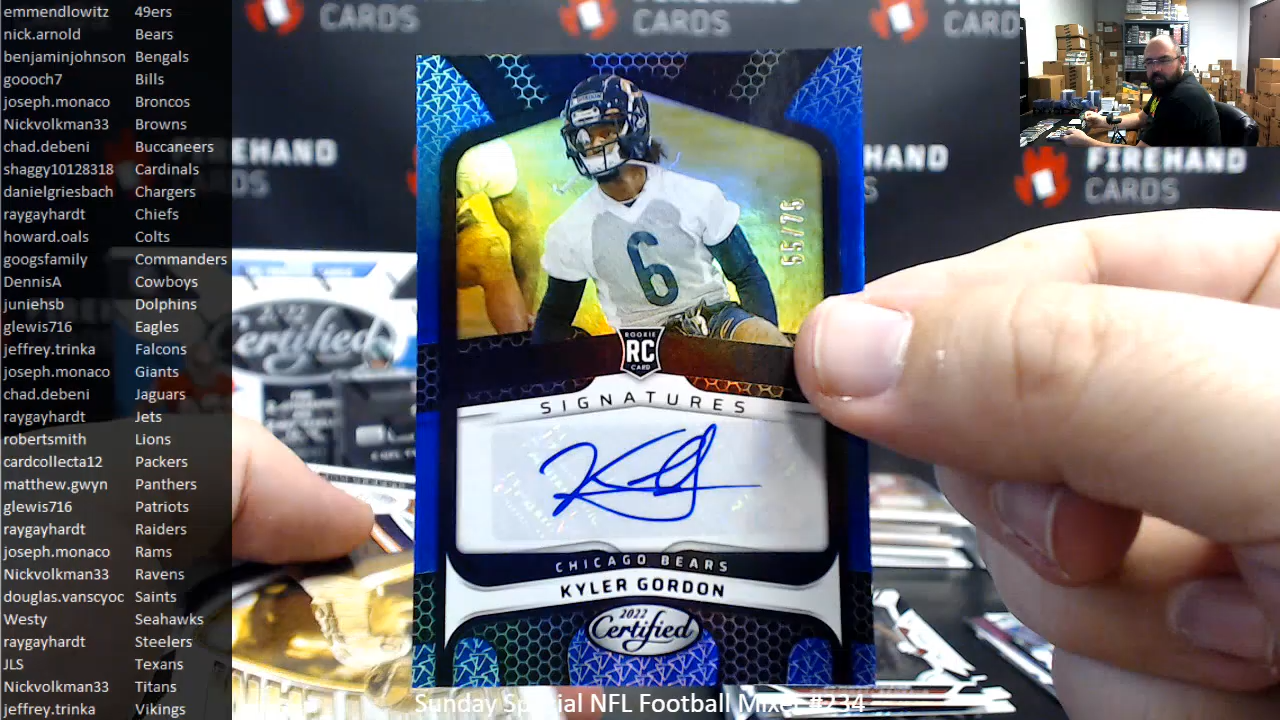 emmendlowitz 49ers
nick.arnold Bears
benjaminjohnson Bengals
goooch7 Bills
joseph.monaco Broncos
Nickvolkman33 Browns
chad.debeni Buccaneers
shaggy10128318 Cardinals
danielgriesbach Chargers
raygayhardt Chiefs
howard.oals Colts
googsfamily Commanders
DennisA Cowboys
juniehsb Dolphins
glewis716 Eagles
jeffrey.trinka Falcons
joseph.monaco Giants
chad.debeni Jaguars
raygayhardt Jets
robertsmith Lions
cardcollecta12 Packers
matthew.gwyn Panthers
glewis716 Patriots
raygayhardt Raiders
joseph.monaco Rams
Nickvolkman33 Ravens
douglas.vanscyoc Saints
Westy Seahawks
raygayhardt Steelers
JLS Texans
Nickvolkman33 Titans
jeffrey.trinka Vikings
CARDS
CARDS
FIREHAND
CARDS
FIREHAND
CARDS
2022
Certified
6
55/75
ROOKIE
RC
CARD
SIGNATURES
CHICAGO BEARS
KYLER GORDON
2022
Certified
Sunday Special NFL Football Mixer #234